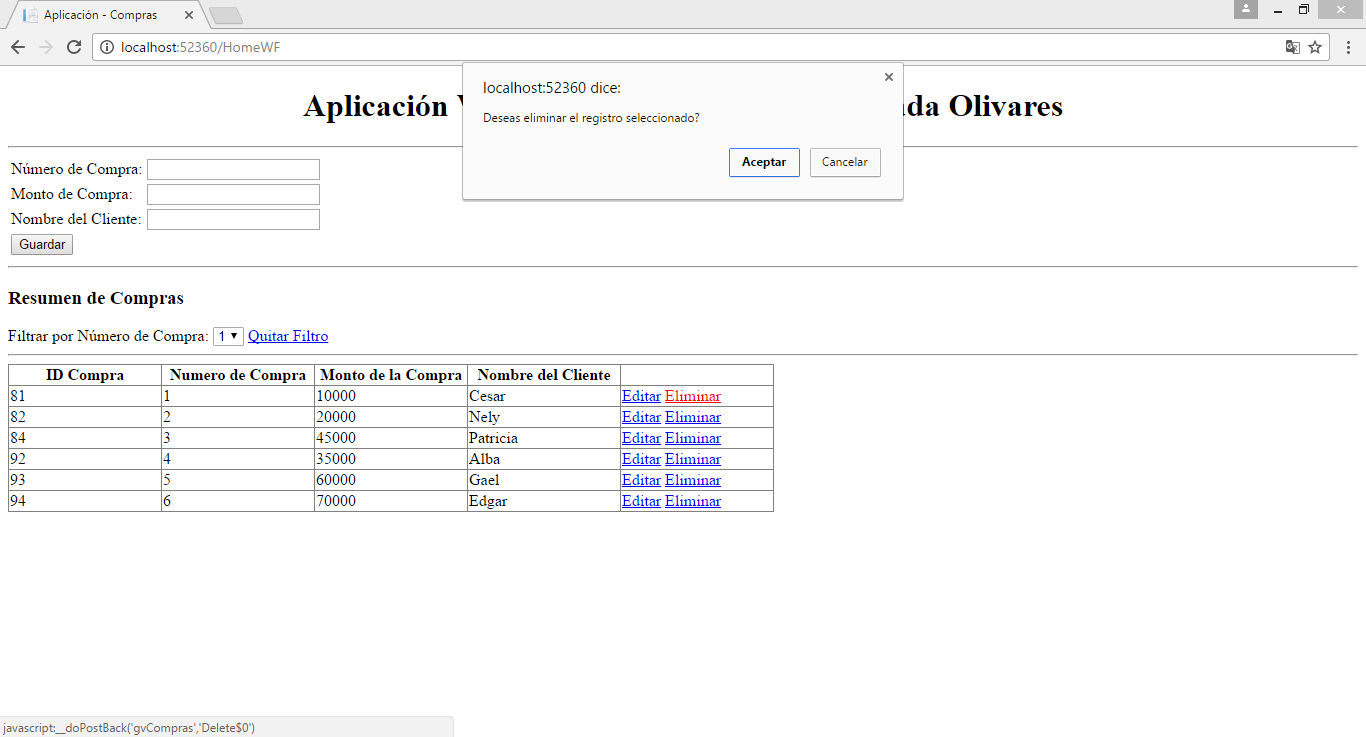 Aplicación - Compras
localhost:52360/HomeWF
localhost:52360 dice:
Deseas eliminar el registro seleccionado?
Aceptar Cancelar
Aplicación Olivares
Número de Compra:
Monto de Compra:
Nombre del Cliente:
Guardar
Resumen de Compras
Filtrar por Número de Compra: 1 Quitar Filtro
ID Compra Numero de Compra Monto de la Compra Nombre del Cliente
81 1 10000 Cesar Editar Eliminar
82 2 20000 Nely Editar Eliminar
84 3 45000 Patricia Editar Eliminar
92 4 35000 Alba Editar Eliminar
93 5 60000 Gael Editar Eliminar
94 6 70000 Edgar Editar Eliminar
javascript:__doPostBack('gvCompras','Delete$0')